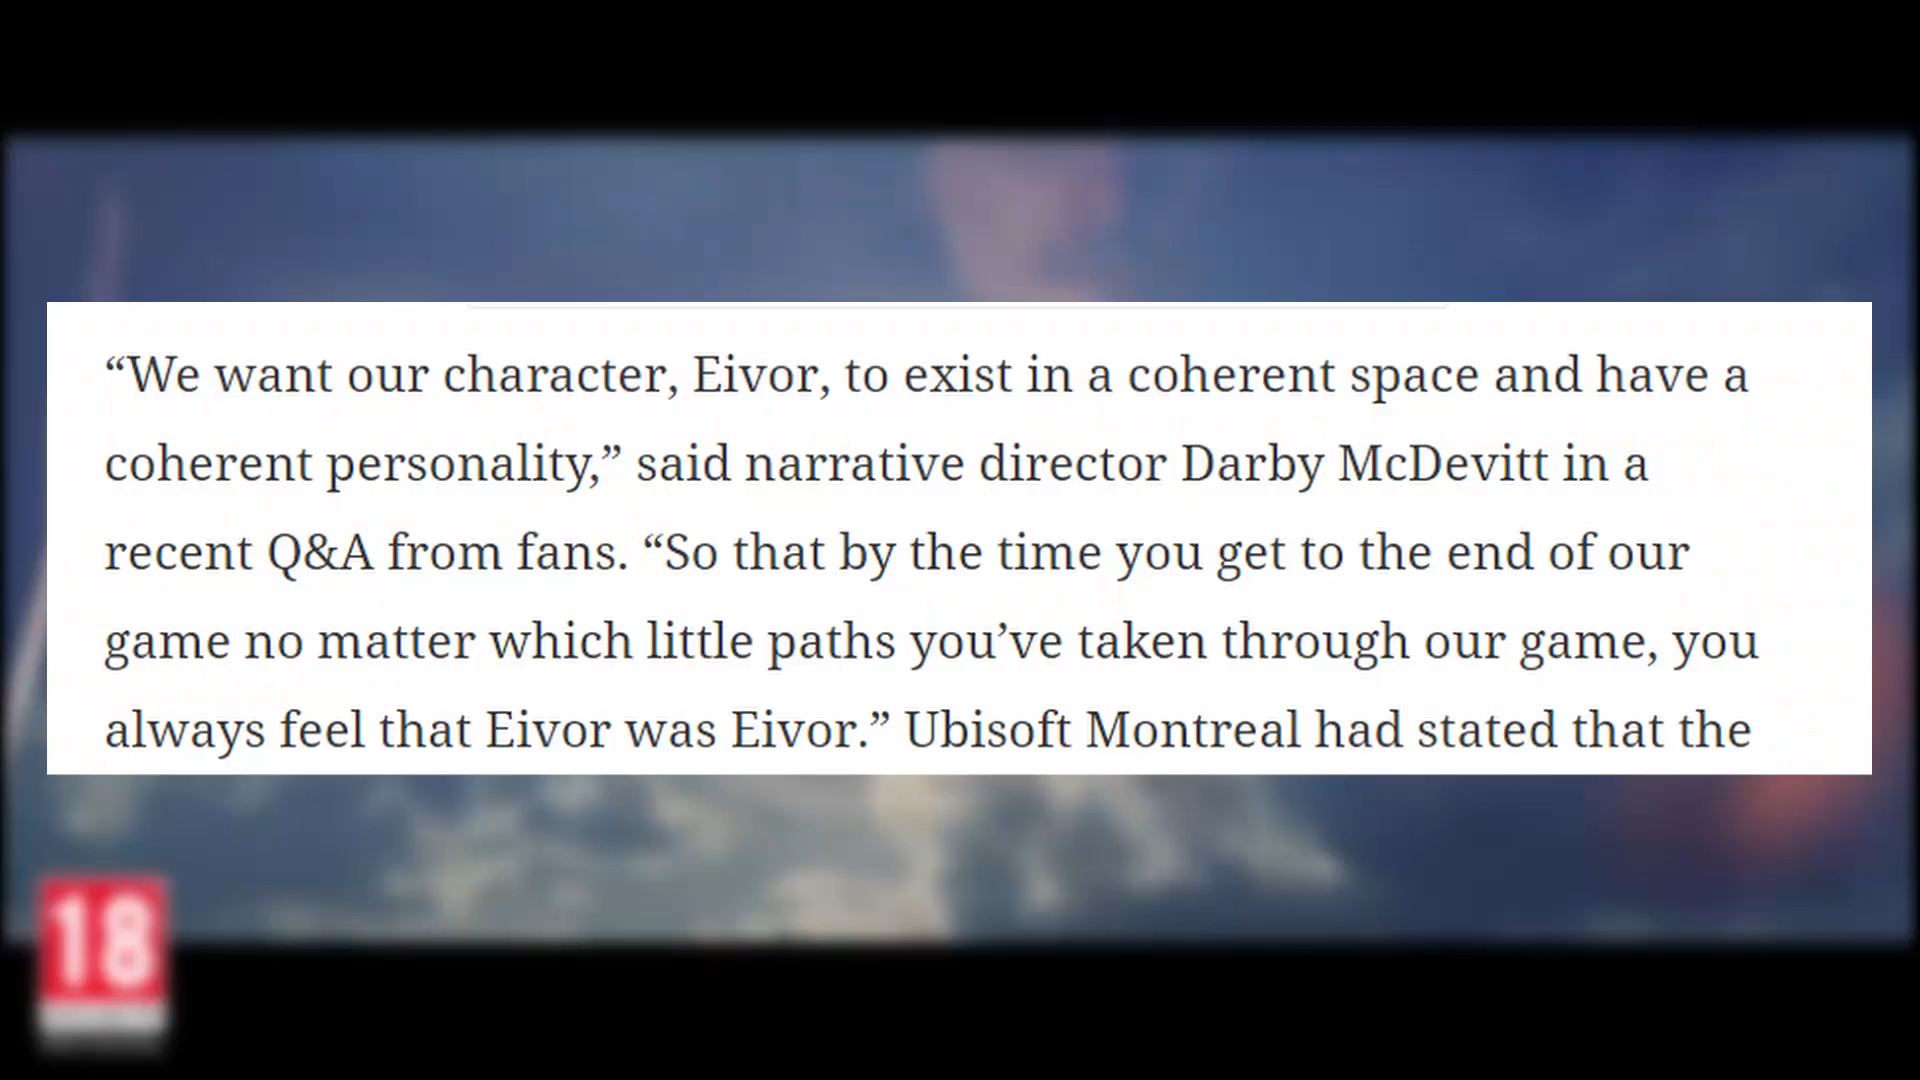 “We want our character, Eivor, to exist in a coherent space and have a
coherent personality,” said narrative director Darby McDevitt in a
recent Q&A from fans. “So that by the time you get to the end of our
game no matter which little paths you’ve taken through our game, you
always feel that Eivor was Eivor.” Ubisoft Montreal had stated that the
18